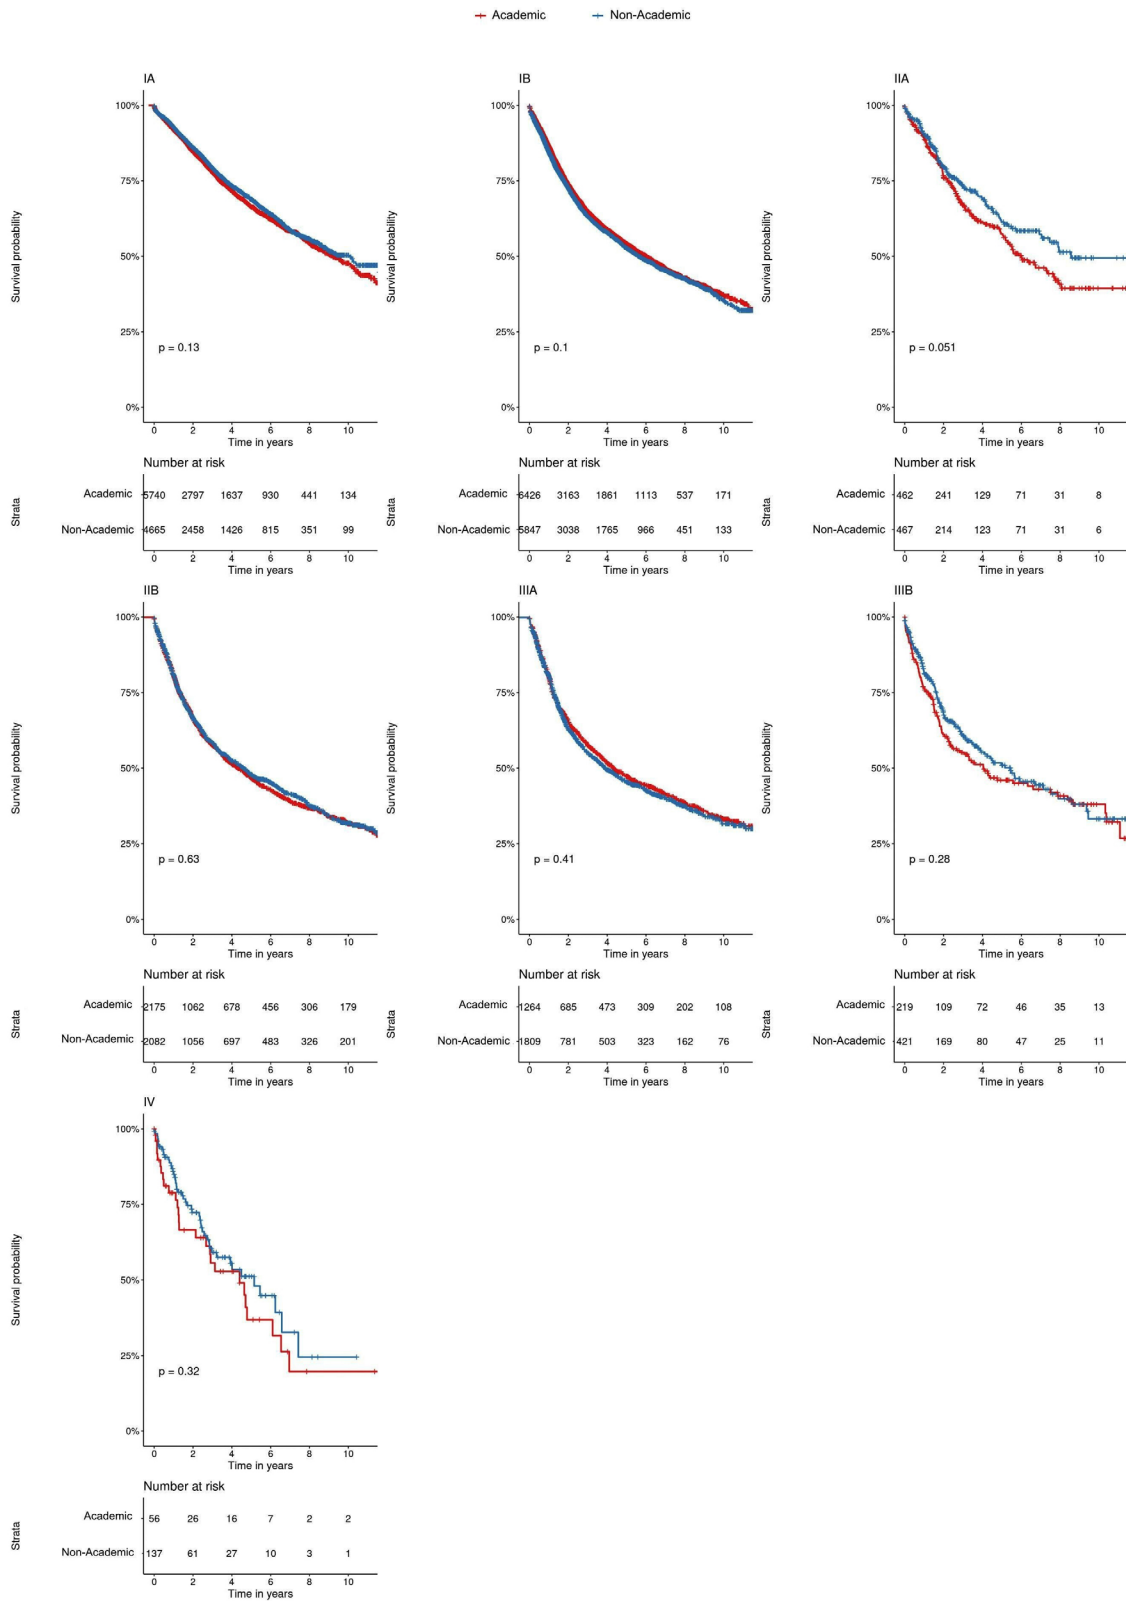 Academic Non-Academic
IA
Survival probability
100%
75%
50%
25%
0%
p = 0.13
0 2 4 6 8 10
Time in years
Number at risk
Strata
Academic 5740 2797 1637 930 441 134
Non-Academic 4665 2458 1426 815 351 99
0 2 4 6 8 10
Time in years
IB
Survival probability
100%
75%
50%
25%
0%
p = 0.1
0 2 4 6 8 10
Time in years
Number at risk
Strata
Academic 6426 3163 1861 1113 537 171
Non-Academic 5847 3038 1765 966 451 133
0 2 4 6 8 10
Time in years
IIA
Survival probability
100%
75%
50%
25%
0%
p = 0.051
0 2 4 6 8 10
Time in years
Number at risk
Strata
Academic 462 241 129 71 31 8
Non-Academic 467 214 123 71 31 6
0 2 4 6 8 10
Time in years
IIB
Survival probability
100%
75%
50%
25%
0%
p = 0.63
0 2 4 6 8 10
Time in years
Number at risk
Strata
Academic 2175 1062 678 456 306 179
Non-Academic 2082 1056 697 483 326 201
0 2 4 6 8 10
Time in years
IIIA
Survival probability
100%
75%
50%
25%
0%
p = 0.41
0 2 4 6 8 10
Time in years
Number at risk
Strata
Academic 1264 685 473 309 202 108
Non-Academic 1809 781 503 323 162 76
0 2 4 6 8 10
Time in years
IIIB
Survival probability
100%
75%
50%
25%
0%
p = 0.28
0 2 4 6 8 10
Time in years
Number at risk
Strata
Academic 219 109 72 46 35 13
Non-Academic 421 169 80 47 25 11
0 2 4 6 8 10
Time in years
IV
Survival probability
100%
75%
50%
25%
0%
p = 0.32
0 2 4 6 8 10
Time in years
Number at risk
Strata
Academic 56 26 16 7 2 2
Non-Academic 137 61 27 10 3 1
0 2 4 6 8 10
Time in years